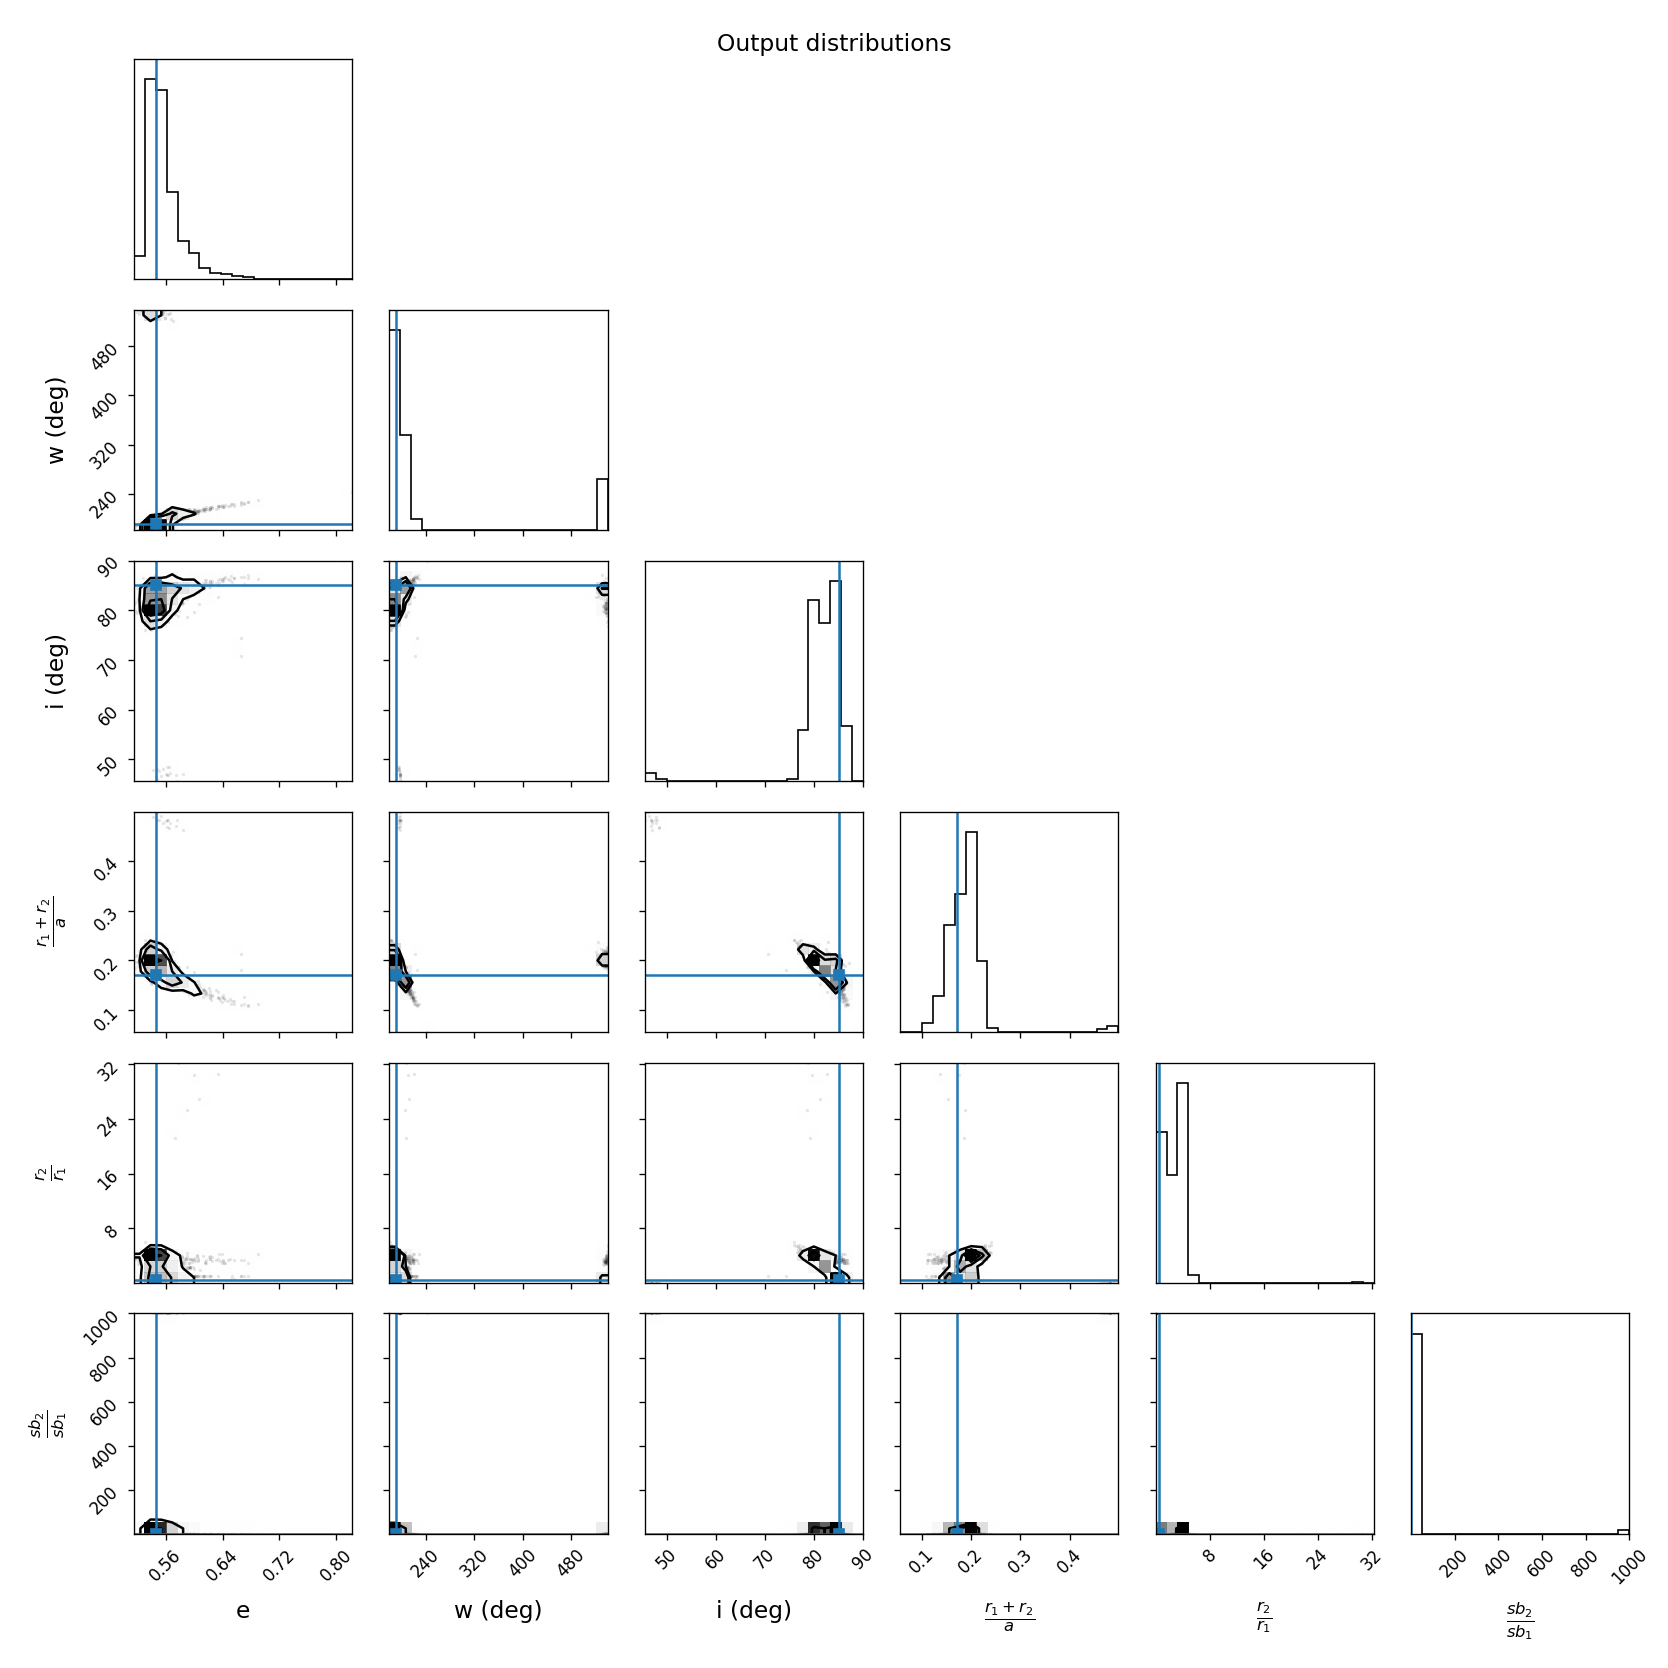 Output distributions
w (deg)
480
400
320
240
i (deg)
90
80
70
60
50
r₁ + r₂
a
0.4
0.3
0.2
0.1
r₂
r₁
32
24
16
8
sb₂
sb₁
1000
800
600
400
200
0.56 0.64 0.72 0.80 240 320 400 480 50 60 70 80 90 0.1 0.2 0.3 0.4 8 16 24 32 200 400 600 800 1000
e w (deg) i (deg) r₁ + r₂ r₂ sb₂
a r₁ sb₁